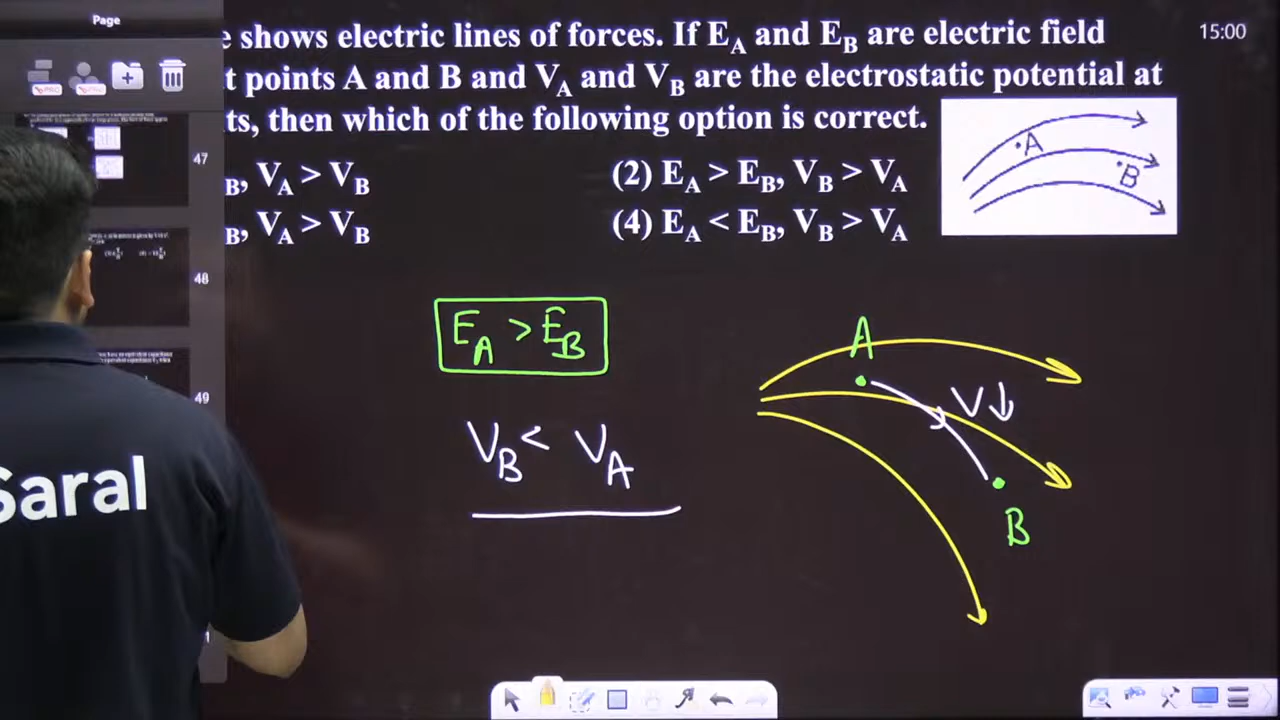 Page
15:00
e shows electric lines of forces. If E_A and E_B are electric field
t points A and B and V_A and V_B are the electrostatic potential at
ts, then which of the following option is correct.
B, V_A > V_B
(2) E_A > E_B, V_B > V_A
B, V_A > V_B
(4) E_A < E_B, V_B > V_A
A
B
PRO
PRO
47
48
49
E_A > E_B
V_B < V_A
A
V↓
B
Saral